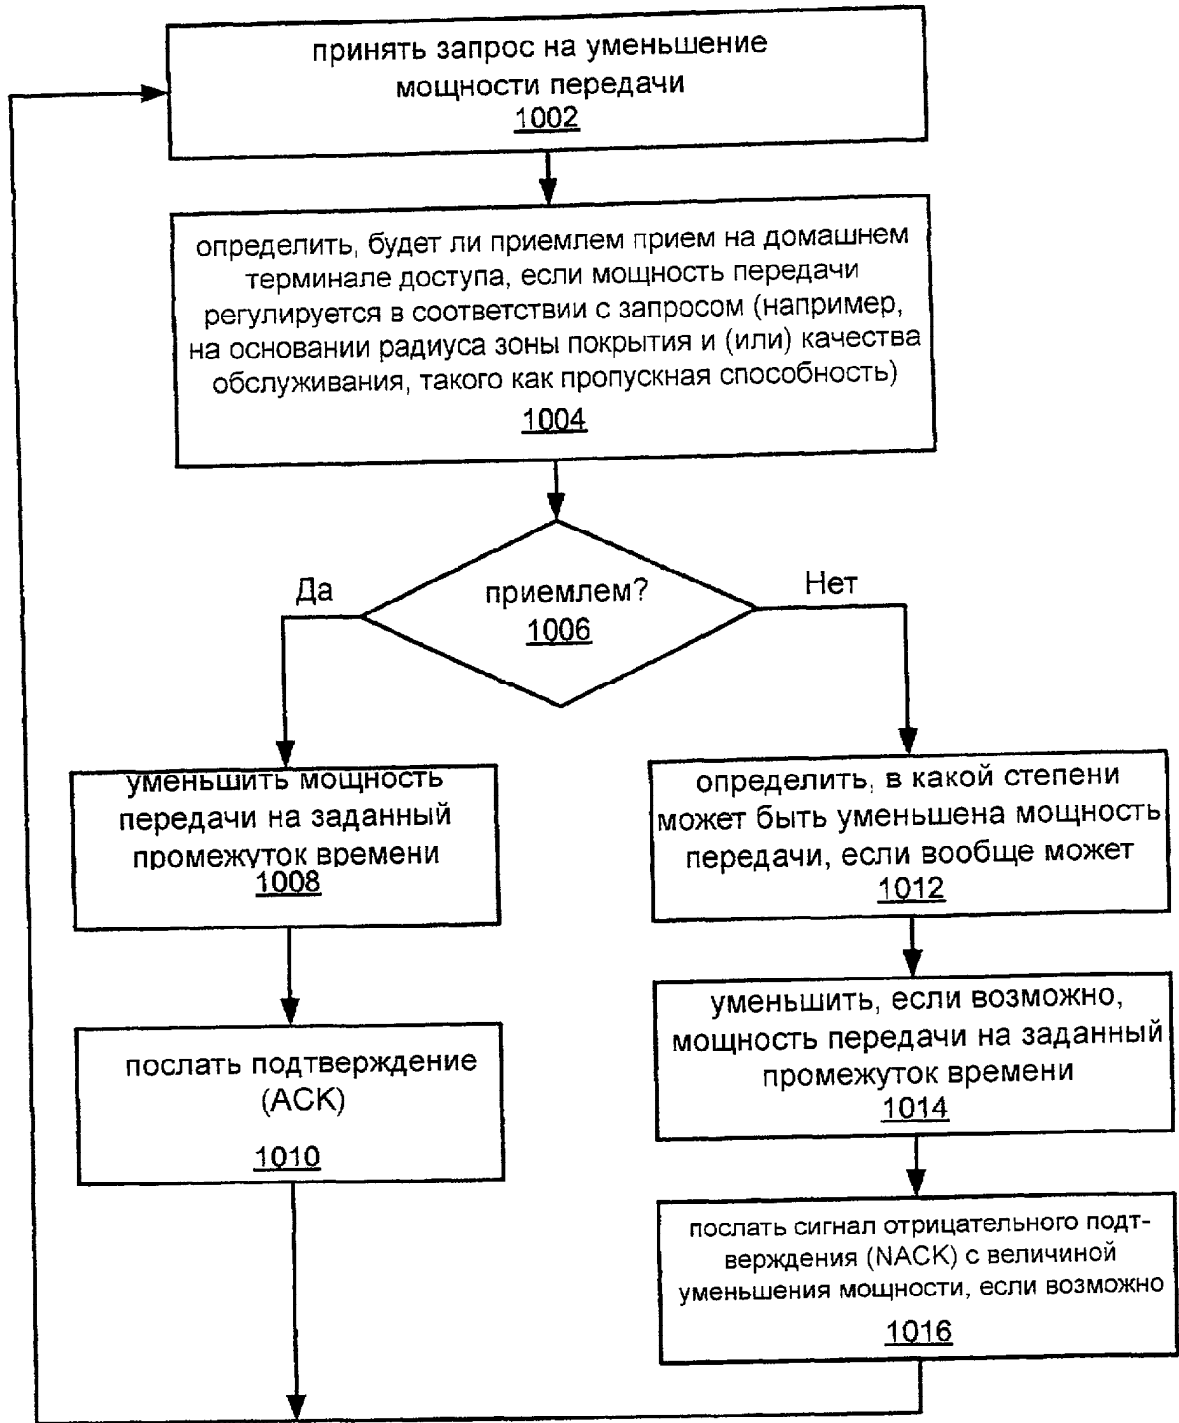 принять запрос на уменьшение
мощности передачи
1002
определить, будет ли приемлем прием на домашнем
терминале доступа, если мощность передачи
регулируется в соответствии с запросом (например,
на основании радиуса зоны покрытия и (или) качества
обслуживания, такого как пропускная способность)
1004
приемлем?
1006
Да
Нет
уменьшить мощность
передачи на заданный
промежуток времени
1008
послать подтверждение
(ACK)
1010
определить, в какой степени
может быть уменьшена мощность
передачи, если вообще может
1012
уменьшить, если возможно,
мощность передачи на заданный
промежуток времени
1014
послать сигнал отрицательного подт-
верждения (NACK) с величиной
уменьшения мощности, если возможно
1016